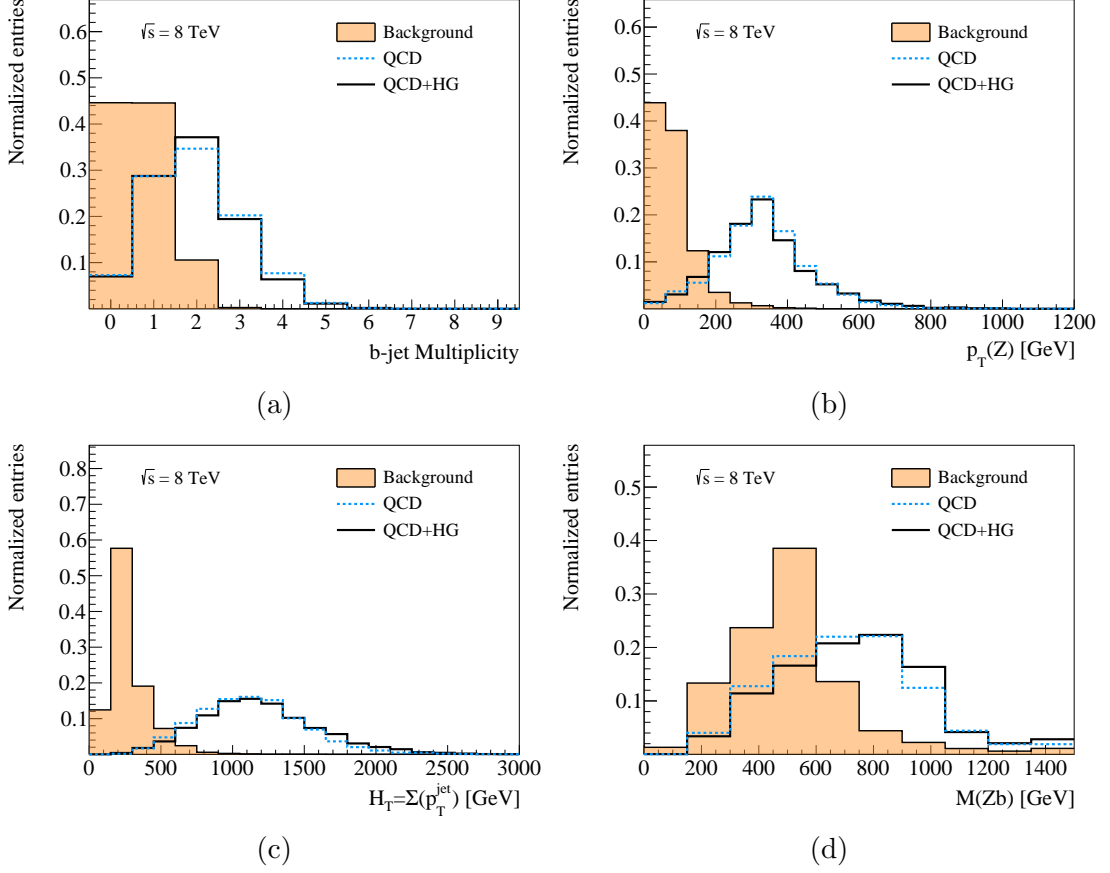 Normalized entries
0.6
0.5
0.4
0.3
0.2
0.1
√s = 8 TeV
Background
QCD
QCD+HG
0 1 2 3 4 5 6 7 8 9
b-jet Multiplicity
(a)
Normalized entries
0.6
0.5
0.4
0.3
0.2
0.1
√s = 8 TeV
Background
QCD
QCD+HG
0 200 400 600 800 1000 1200
p_T(Z) [GeV]
(b)
Normalized entries
0.8
0.7
0.6
0.5
0.4
0.3
0.2
0.1
√s = 8 TeV
Background
QCD
QCD+HG
0 500 1000 1500 2000 2500 3000
H_T=Σ(p_T^jet) [GeV]
(c)
Normalized entries
0.5
0.4
0.3
0.2
0.1
√s = 8 TeV
Background
QCD
QCD+HG
0 200 400 600 800 1000 1200 1400
M(Zb) [GeV]
(d)